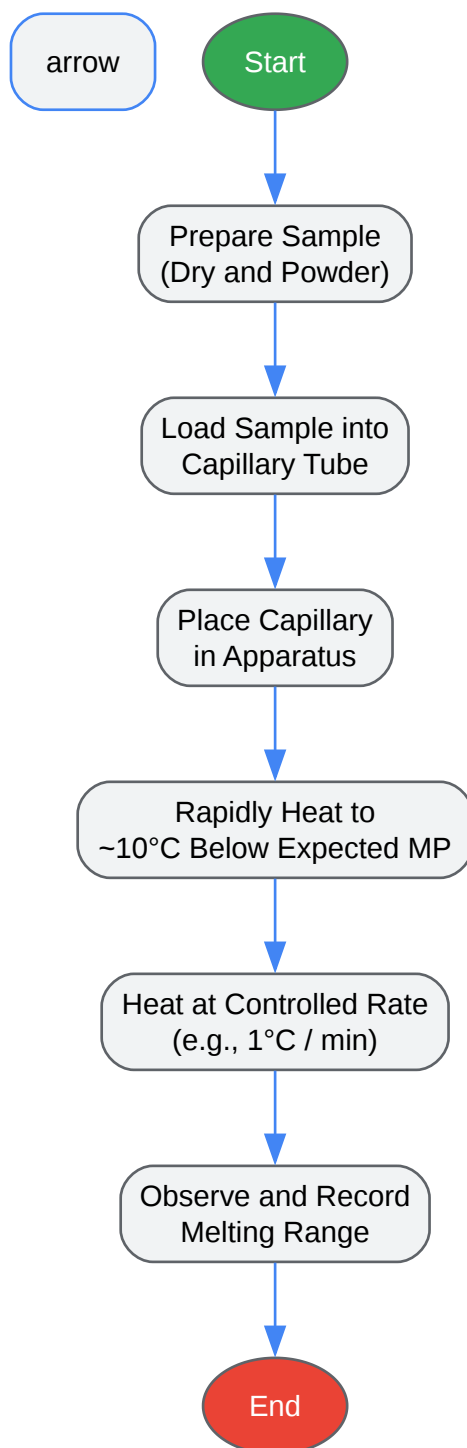 arrow
Start
Prepare Sample
(Dry and Powder)
Load Sample into
Capillary Tube
Place Capillary
in Apparatus
Rapidly Heat to
~10°C Below Expected MP
Heat at Controlled Rate
(e.g., 1°C / min)
Observe and Record
Melting Range
End